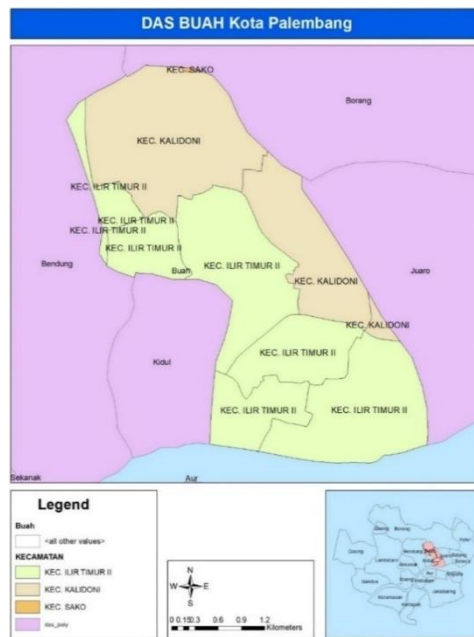 DAS BUAH Kota Palembang
KEC. SAKO
Borang
KEC. KALIDONI
KEC. ILIR TIMUR II
KEC. ILIR TIMUR II
KEC. ILIR TIMUR II
KEC. ILIR TIMUR II
Bendung
Buah
KEC. ILIR TIMUR II
Juaro
KEC. KALIDONI
KEC. KALIDONI
Kidul
KEC. ILIR TIMUR II
KEC. ILIR TIMUR II
KEC. ILIR TIMUR II
Sekanak
Aur
Legend
Buah
<all other values>
KECAMATAN
KEC. ILIR TIMUR II
KEC. KALIDONI
KEC. SAKO
das_poly
N
W E
S
0 0.15 0.3 0.6 0.9 1.2
Kilometers
Borang
Gasing
Bendung
Aur